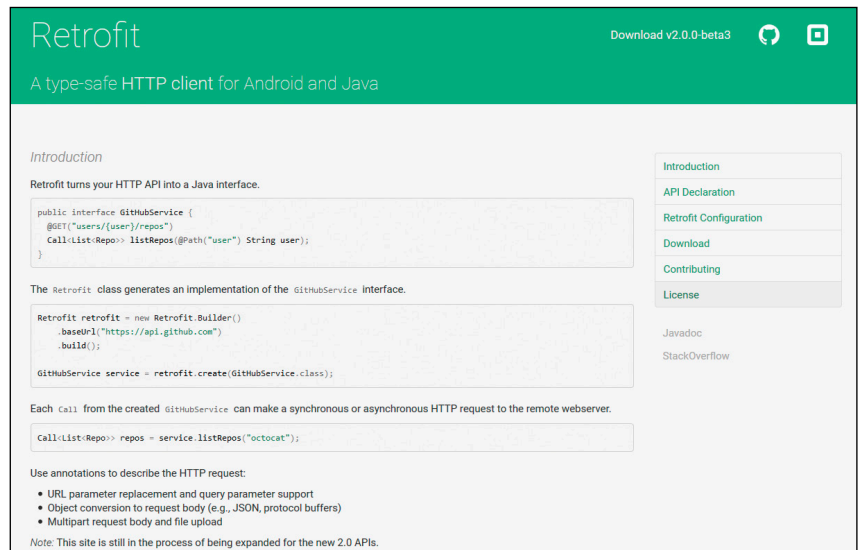 Retrofit
Download v2.0.0-beta3
A type-safe HTTP client for Android and Java
Introduction
Retrofit turns your HTTP API into a Java interface.
public interface GitHubService {
  @GET("users/{user}/repos")
  Call<List<Repo>> listRepos(@Path("user") String user);
}
The Retrofit class generates an implementation of the GitHubService interface.
Retrofit retrofit = new Retrofit.Builder()
    .baseUrl("https://api.github.com")
    .build();
GitHubService service = retrofit.create(GitHubService.class);
Each Call from the created GitHubService can make a synchronous or asynchronous HTTP request to the remote webserver.
Call<List<Repo>> repos = service.listRepos("octocat");
Use annotations to describe the HTTP request:
• URL parameter replacement and query parameter support
• Object conversion to request body (e.g., JSON, protocol buffers)
• Multipart request body and file upload
Note: This site is still in the process of being expanded for the new 2.0 APIs.
Introduction
API Declaration
Retrofit Configuration
Download
Contributing
License
Javadoc
StackOverflow